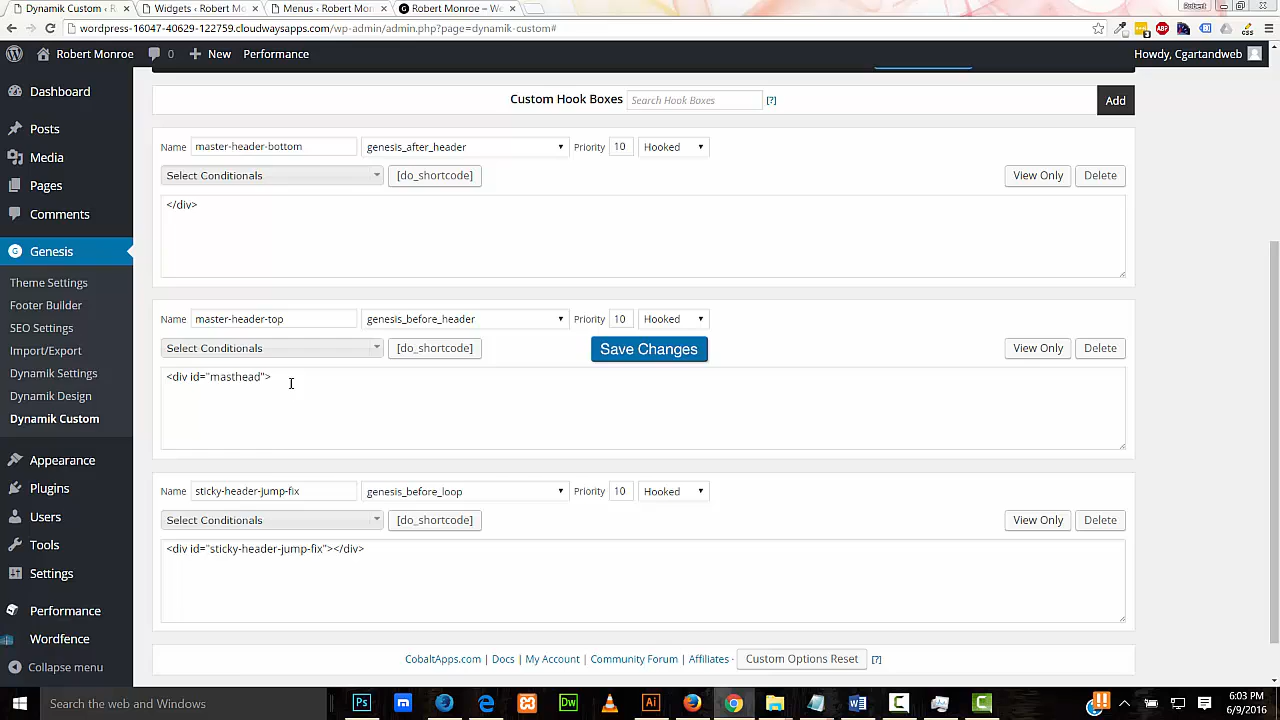 Dynamik Custom ‹ R
Widgets ‹ Robert M
Menus ‹ Robert Mon
Robert Monroe – We
Robert
wordpress-16047-40629-122759.cloudwaysapps.com/wp-admin/admin.php?page=dynamik-custom#
Robert Monroe
0
New
Performance
Howdy, Cgartandweb
Dashboard
Posts
Media
Pages
Comments
Genesis
Theme Settings
Footer Builder
SEO Settings
Import/Export
Dynamik Settings
Dynamik Design
Dynamik Custom
Appearance
Plugins
Users
Tools
Settings
Performance
Wordfence
Collapse menu
Custom Hook Boxes
Search Hook Boxes
[?]
Add
Name master-header-bottom genesis_after_header Priority 10 Hooked
Select Conditionals [do_shortcode] View Only Delete
</div>
Name master-header-top genesis_before_header Priority 10 Hooked
Select Conditionals [do_shortcode] Save Changes View Only Delete
<div id="masthead">
Name sticky-header-jump-fix genesis_before_loop Priority 10 Hooked
Select Conditionals [do_shortcode] View Only Delete
<div id="sticky-header-jump-fix"></div>
CobaltApps.com | Docs | My Account | Community Forum | Affiliates · Custom Options Reset [?]
Search the web and Windows
6:03 PM
6/9/2016